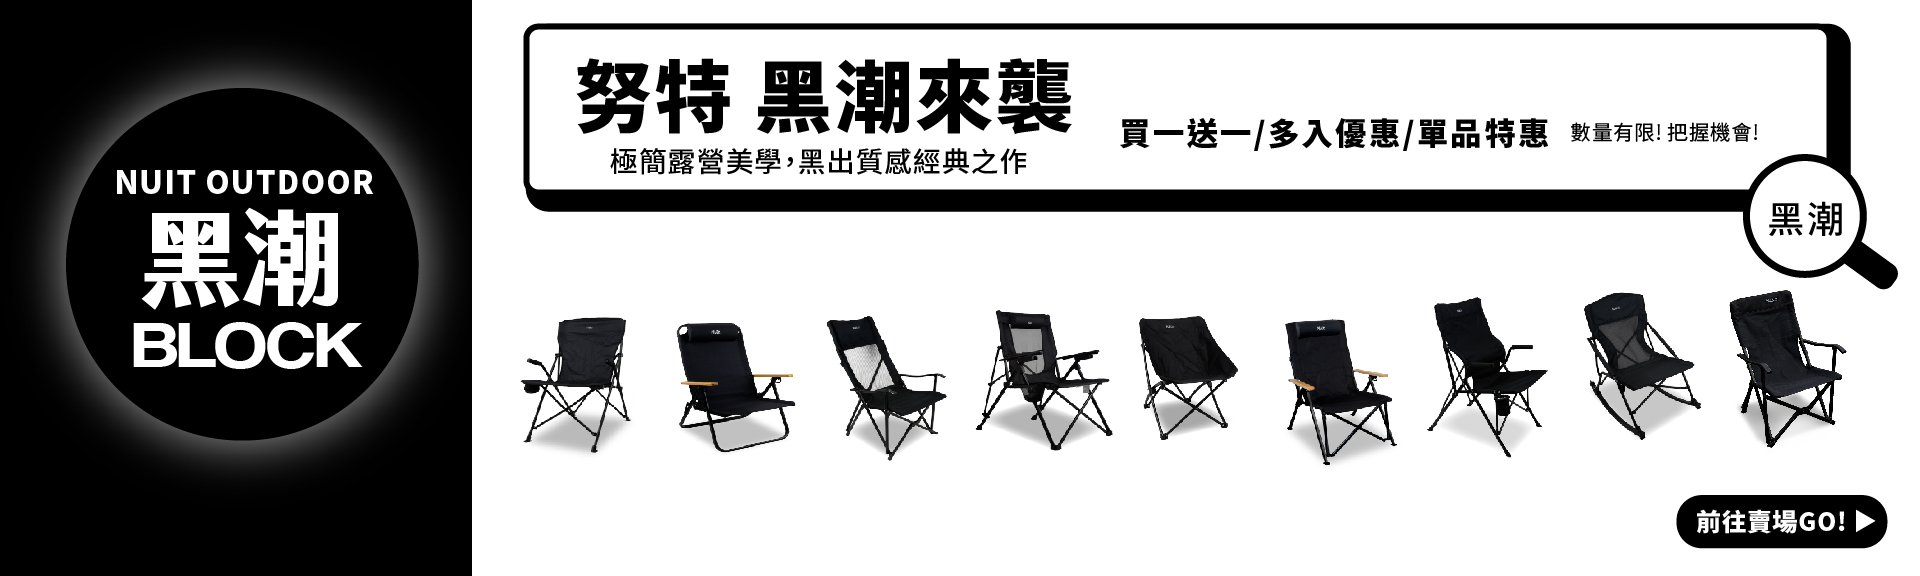 NUIT OUTDOOR
黑潮
BLOCK
努特 黑潮來襲
極簡露營美學,黑出質感經典之作
買一送一/多入優惠/單品特惠 數量有限! 把握機會!
黑潮
前往賣場GO!